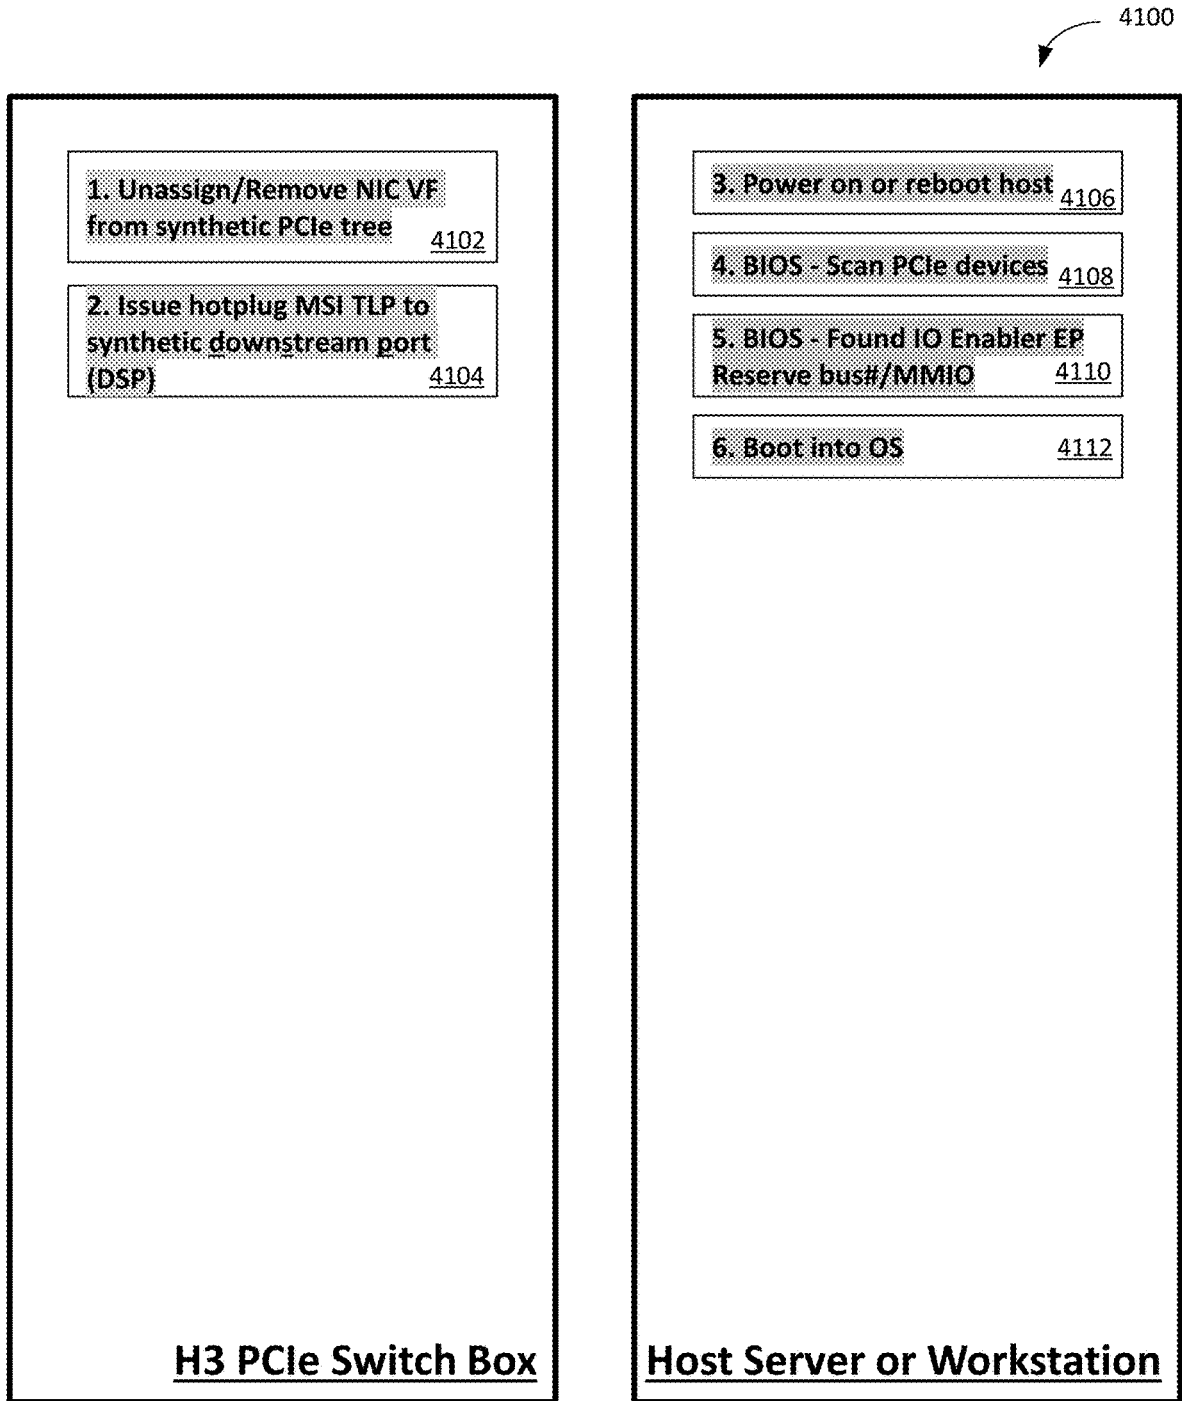 4100
1. Unassign/Remove NIC VF
from synthetic PCIe tree
4102
2. Issue hotplug MSI TLP to
synthetic downstream port
(DSP)
4104
H3 PCIe Switch Box
3. Power on or reboot host
4106
4. BIOS - Scan PCIe devices
4108
5. BIOS - Found IO Enabler EP
Reserve bus#/MMIO
4110
6. Boot into OS
4112
Host Server or Workstation